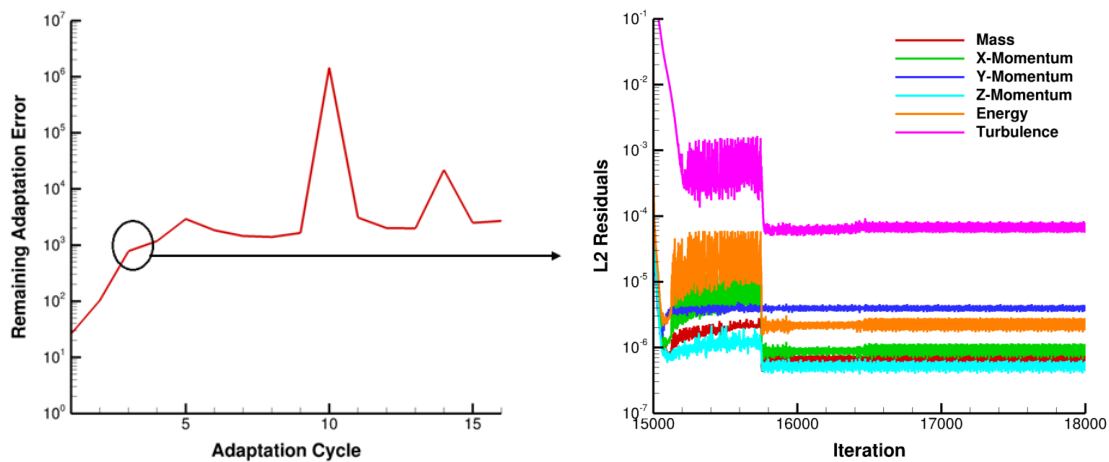 Remaining Adaptation Error
10^7
10^6
10^5
10^4
10^3
10^2
10^1
10^0
5
10
15
Adaptation Cycle
L2 Residuals
10^-1
10^-3
10^-4
10^-5
10^-6
10^-7
15000
16000
17000
18000
Iteration
Mass
X-Momentum
Y-Momentum
Z-Momentum
Energy
Turbulence